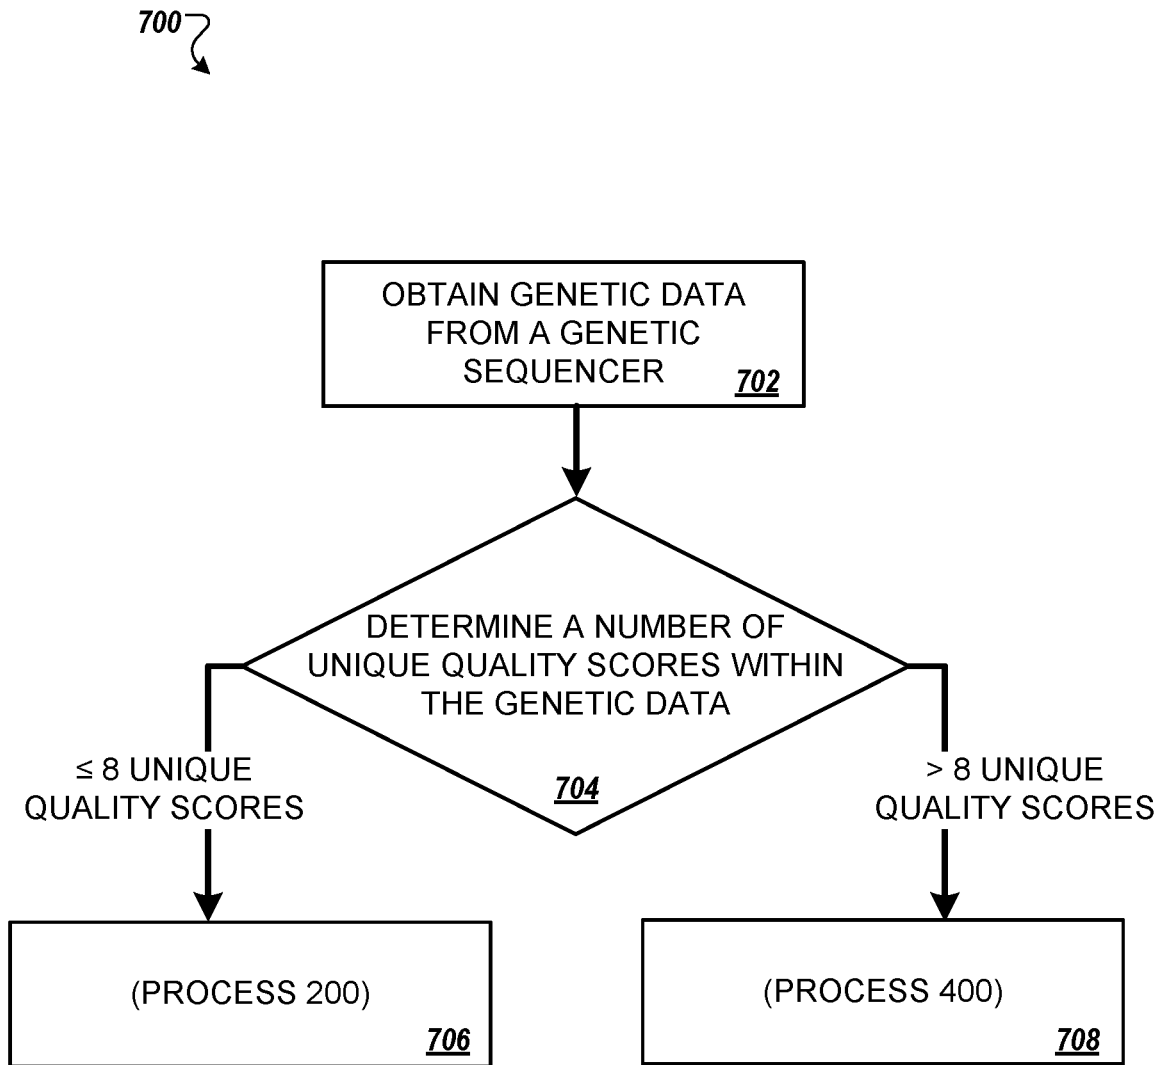 700
OBTAIN GENETIC DATA
FROM A GENETIC
SEQUENCER
702
DETERMINE A NUMBER OF
UNIQUE QUALITY SCORES WITHIN
THE GENETIC DATA
704
≤ 8 UNIQUE
QUALITY SCORES
> 8 UNIQUE
QUALITY SCORES
(PROCESS 200)
706
(PROCESS 400)
708